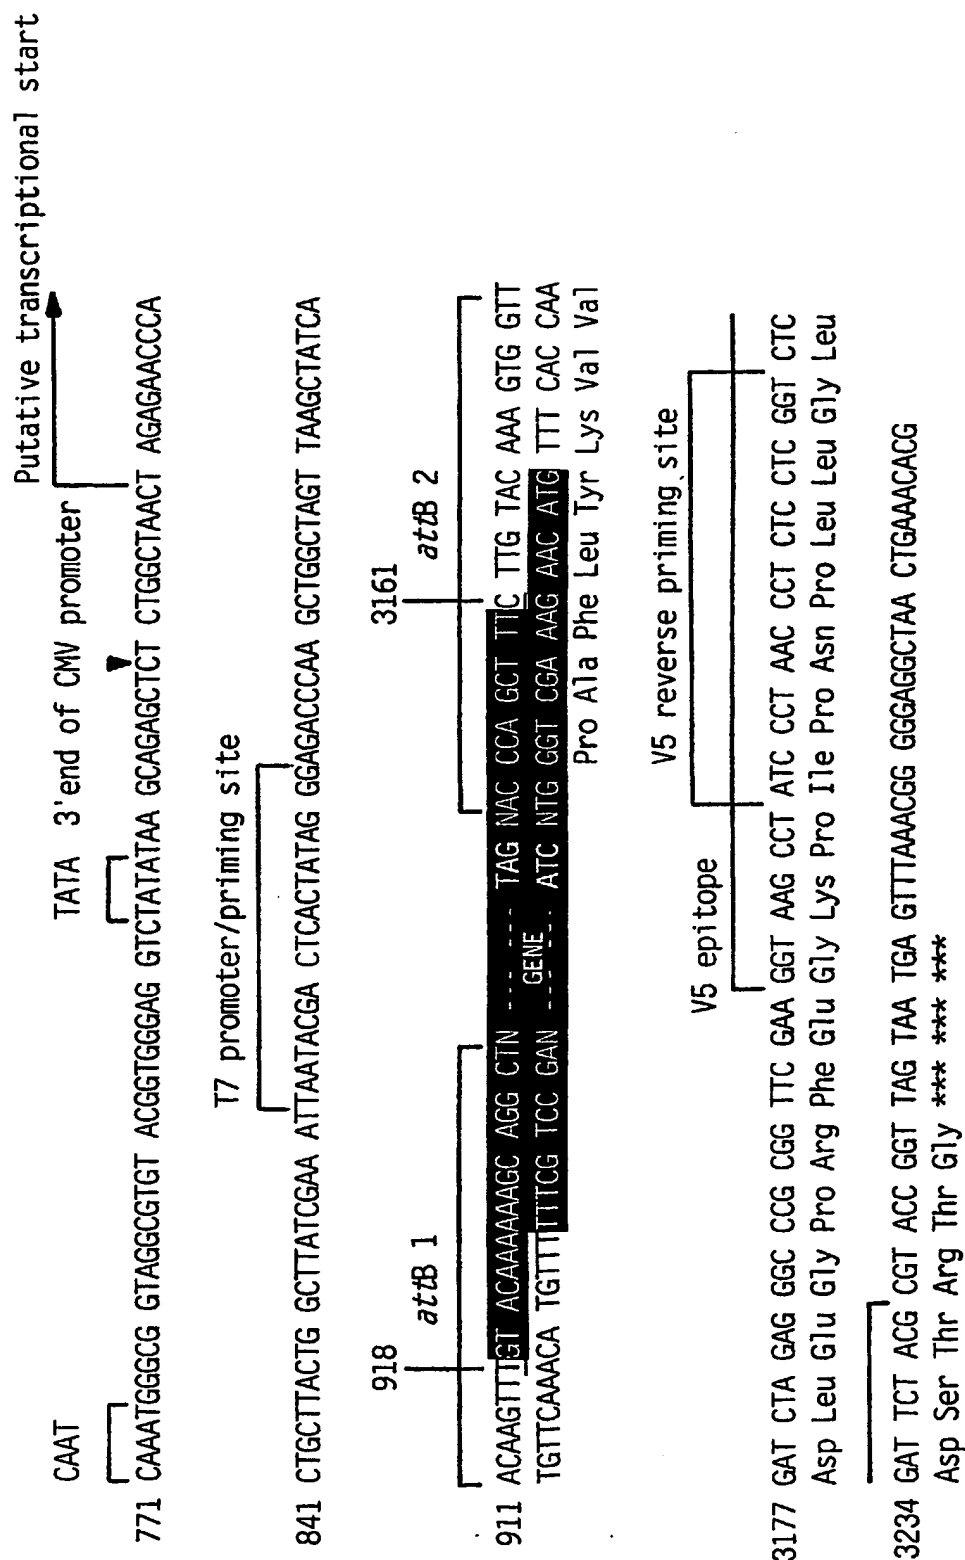 Putative transcriptional start
CAAT TATA 3'end of CMV promoter
771 CAAATGGGCG GTAGGCGTGT ACGGTGGGAG GTCTATATAA GCAGAGCTCT CTGGCTAACT AGAGAACCCA
T7 promoter/priming site
841 CTGCTTACTG GCTTATCGAA ATTAATACGA CTCACTATAG GGAGACCCAA GCTGGCTAGT TAAGCTATCA
918 3161
attB 1 attB 2
911 ACAAGTTTGT ACAAAAAAGC AGG CTN ---- --- TAG NAC CCA GCT TTC TTG TAC AAA GTG GTT
GENE
TGTTCAAACA TGTTTTTTCG TCC GAN ---- --- ATC NTG GGT CGA AAG AAC ATG TTT CAC CAA
Pro Ala Phe Leu Tyr Lys Val Val
V5 reverse priming site
V5 epitope
3177 GAT CTA GAG GGC CCG CGG TTC GAA GGT AAG CCT ATC CCT AAC CCT CTC CTC GGT CTC
Asp Leu Glu Gly Pro Arg Phe Glu Gly Lys Pro Ile Pro Asn Pro Leu Leu Gly Leu
3234 GAT TCT ACG CGT ACC GGT TAG TAA TGA GTTTAAACGG GGGAGGCTAA CTGAAACACG
Asp Ser Thr Arg Thr Gly *** *** ***